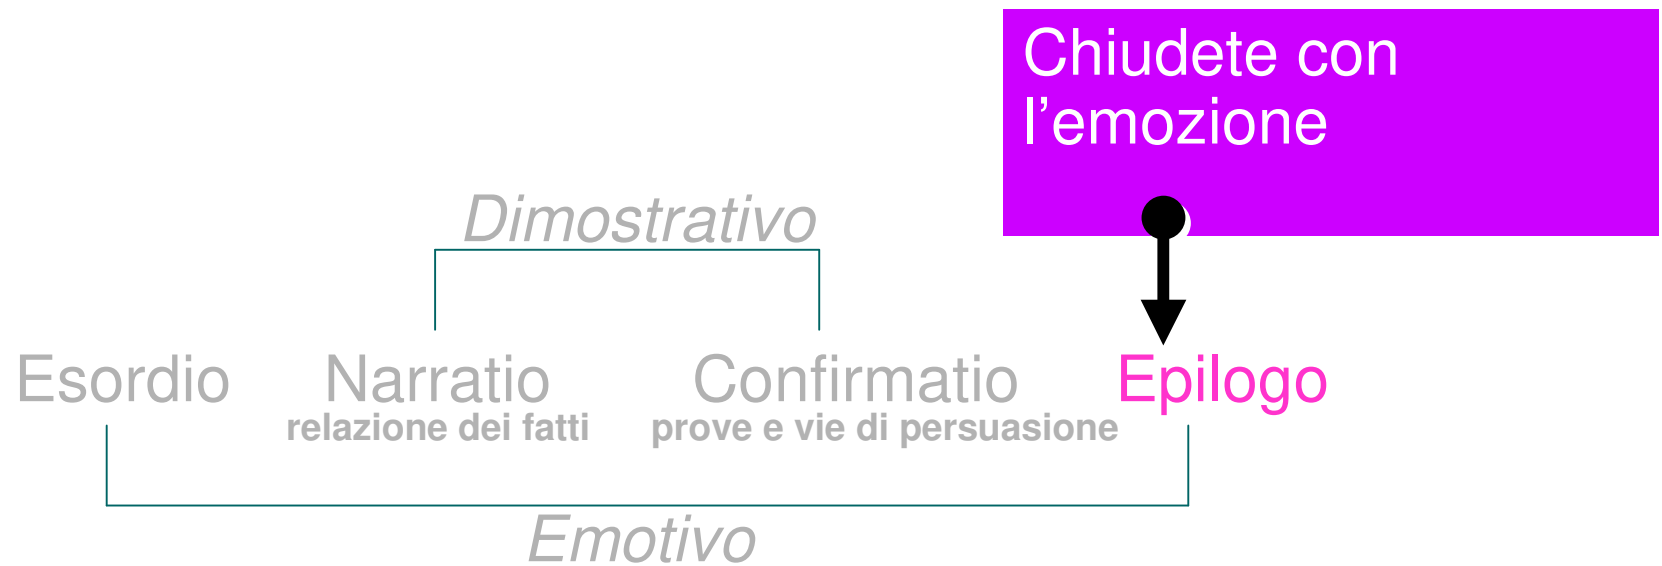 Chiudete con
l'emozione
Dimostrativo
Esordio Narratio Confirmatio Epilogo
relazione dei fatti prove e vie di persuasione
Emotivo